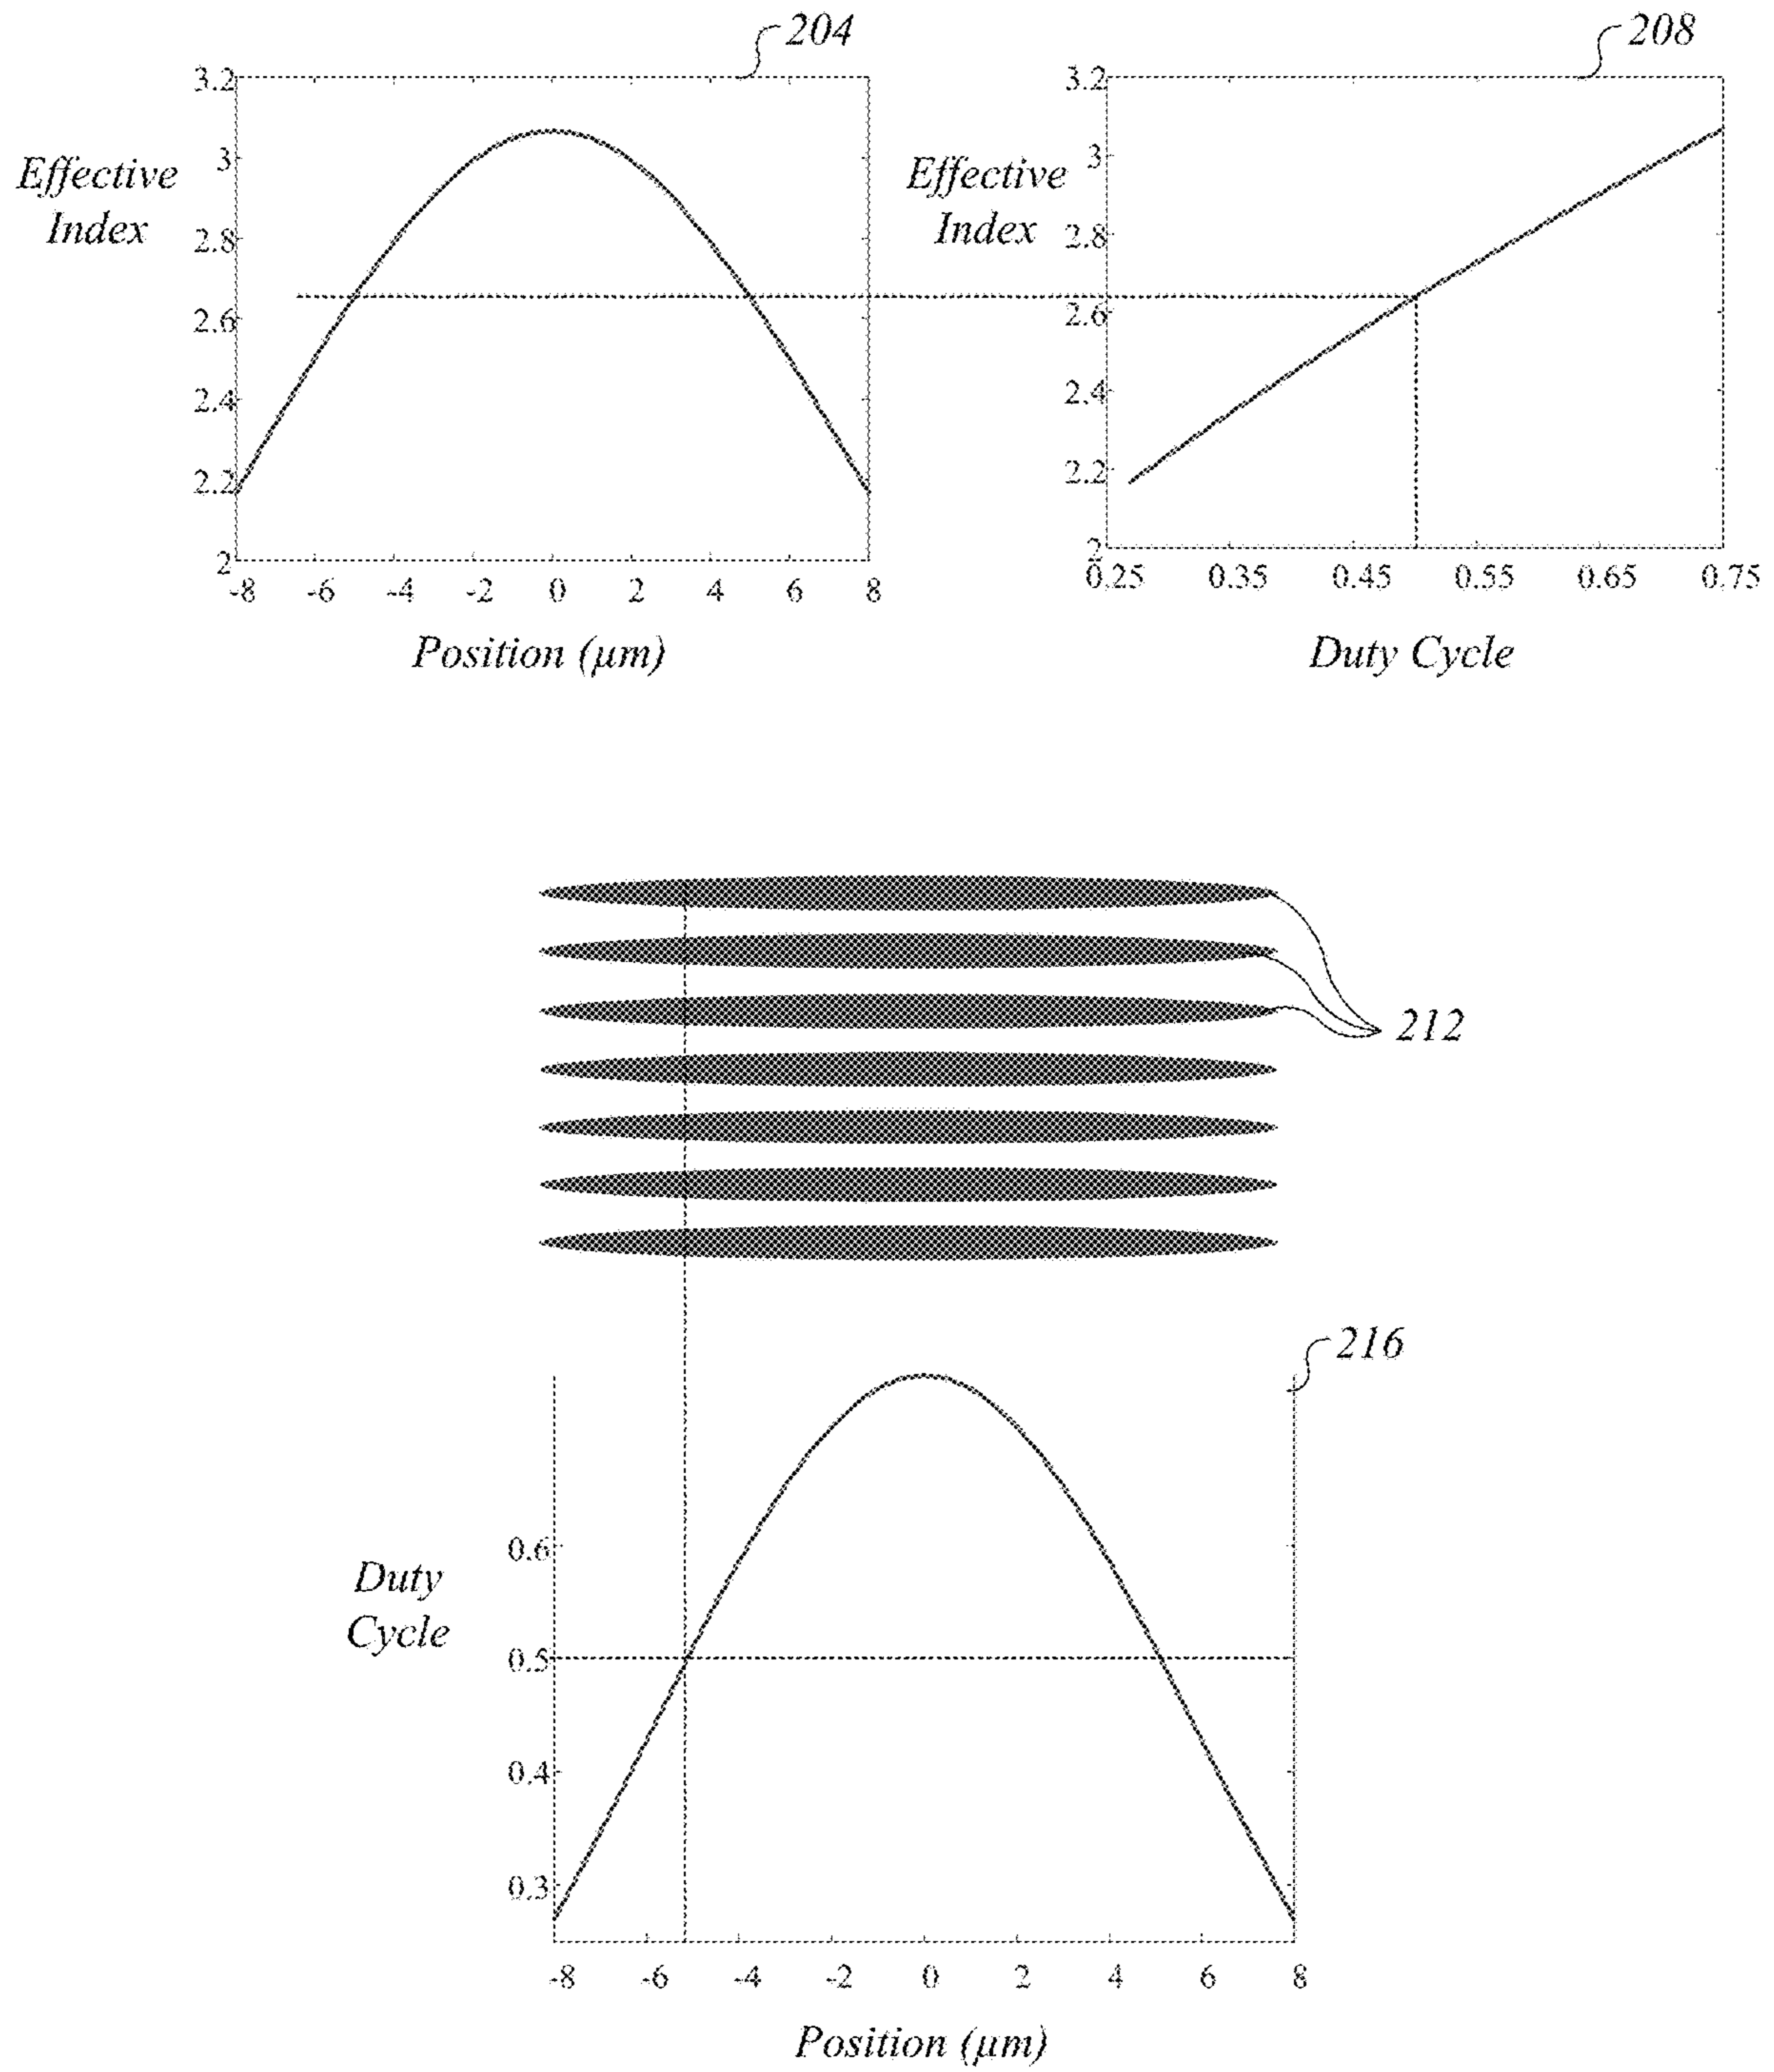 204
208
3.2
3
2.8
2.6
2.4
2.2
2
Effective
Index
-8 -6 -4 -2 0 2 4 6 8
Position (μm)
3.2
3
2.8
2.6
2.4
2.2
2
Effective
Index
0.25 0.35 0.45 0.55 0.65 0.75
Duty Cycle
212
216
0.6
0.5
0.4
0.3
Duty
Cycle
-8 -6 -4 -2 0 2 4 6 8
Position (μm)